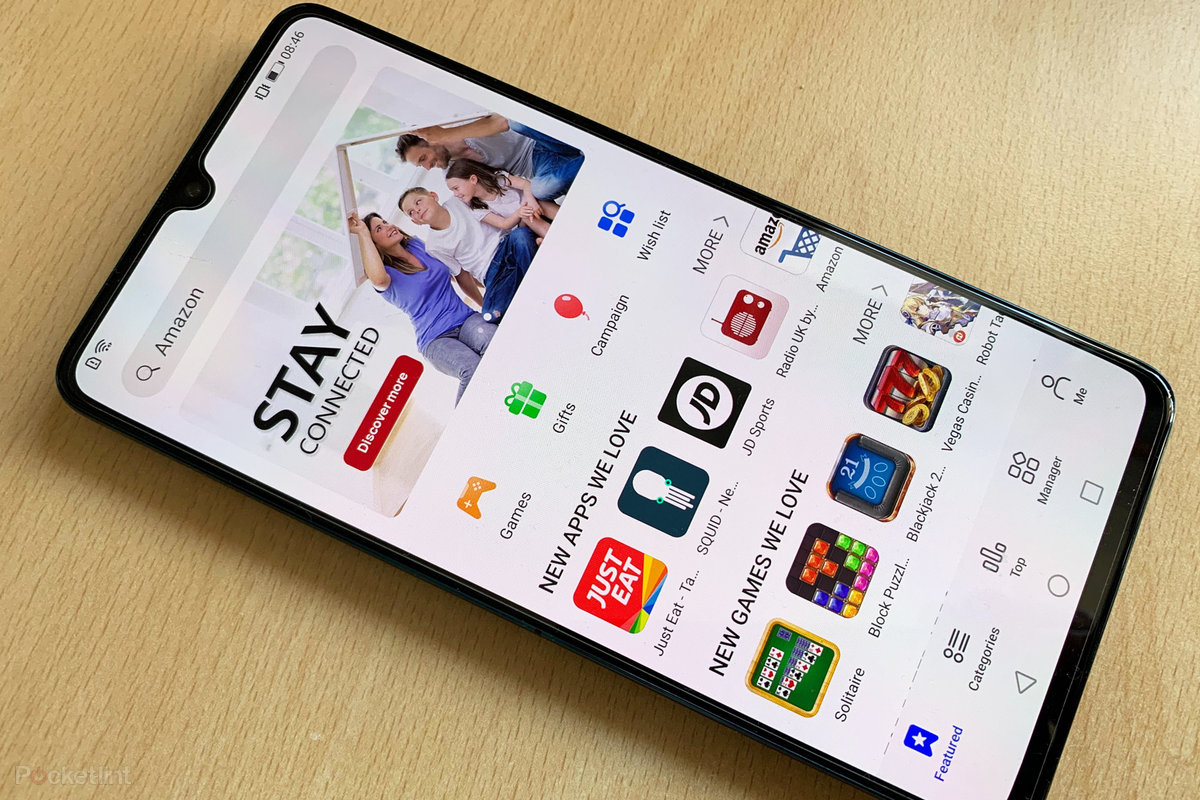 08:46
Amazon
STAY
CONNECTED
Discover more
Games
Gifts
Campaign
Wish list
NEW APPS WE LOVE
MORE
JUST
EAT
JD
amaz
Just Eat - Ta...
SQUID - Ne...
JD Sports
Radio UK by...
Amazon
NEW GAMES WE LOVE
MORE
21
Solitaire
Block Puzzl...
Blackjack 2...
Vegas Casin...
Robot Ta
Featured
Categories
Top
Manager
Me
Pocketlint